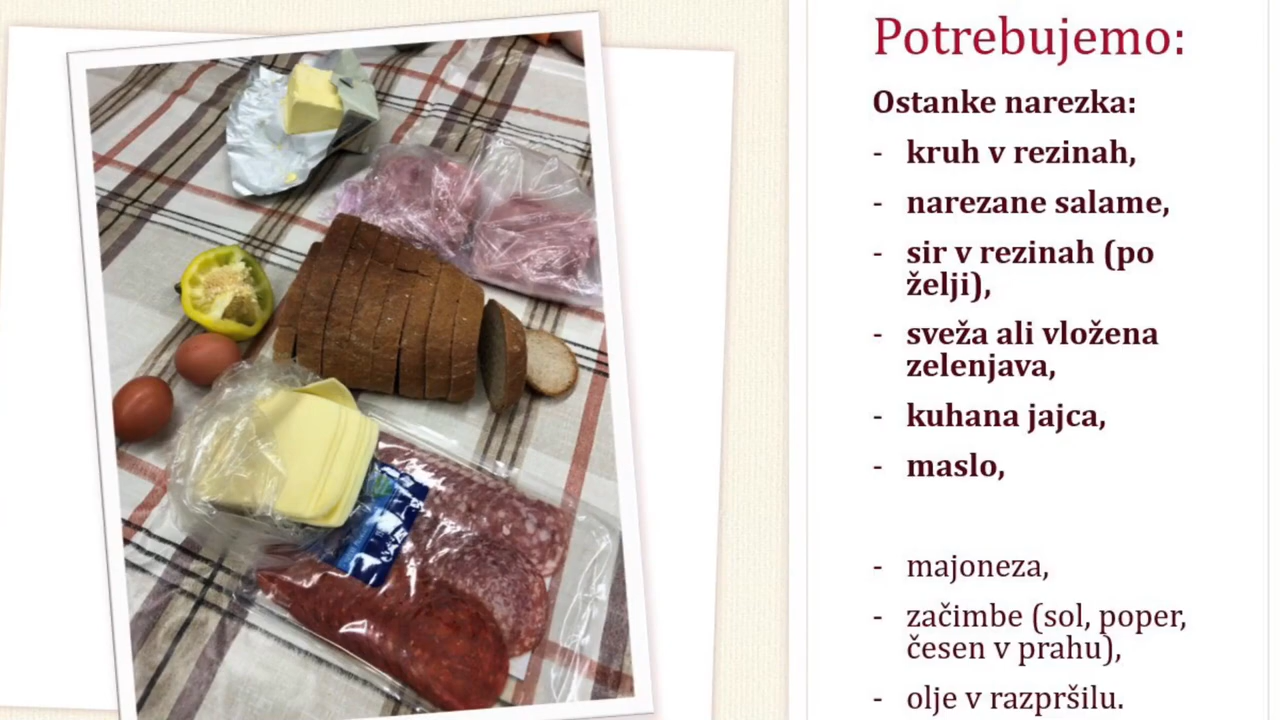 Potrebujemo:
Ostanke narezka:
- kruh v rezinah,
- narezane salame,
- sir v rezinah (po
želji),
- sveža ali vložena
zelenjava,
- kuhana jajca,
- maslo,
- majoneza,
- začimbe (sol, poper,
česen v prahu),
- olje v razpršilu.